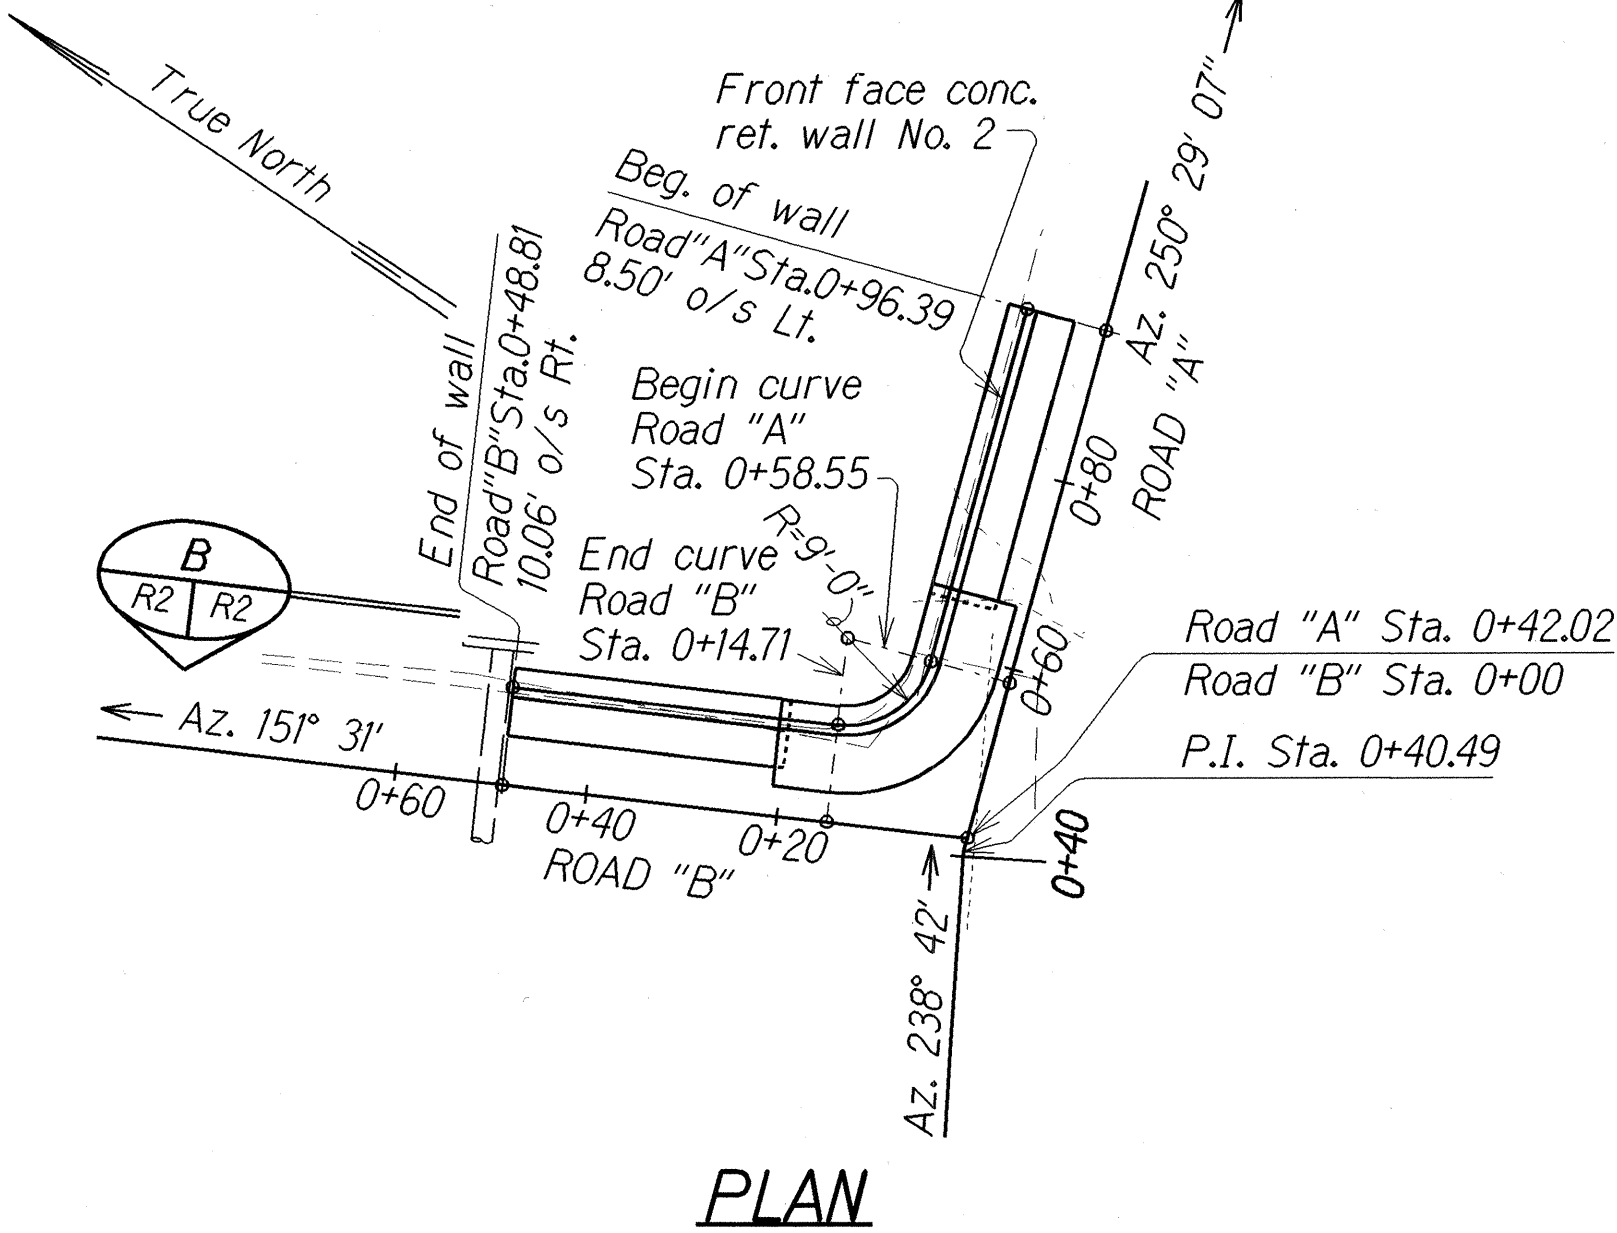 True North
Front face conc.
ret. wall No. 2
Beg. of wall
Road "A" Sta. 0+96.39
8.50' o/s Lt.
End of wall
Road "B" Sta. 0+48.81
10.06' o/s Rt.
Begin curve
Road "A"
Sta. 0+58.55
R=9'-0"
End curve
Road "B"
Sta. 0+14.71
B
R2 R2
Az. 250° 29' 07"
ROAD "A"
0+80
0+60
Road "A" Sta. 0+42.02
Road "B" Sta. 0+00
P.I. Sta. 0+40.49
0+40
Az. 151° 31'
0+60
0+40
0+20
ROAD "B"
Az. 238° 42'
PLAN